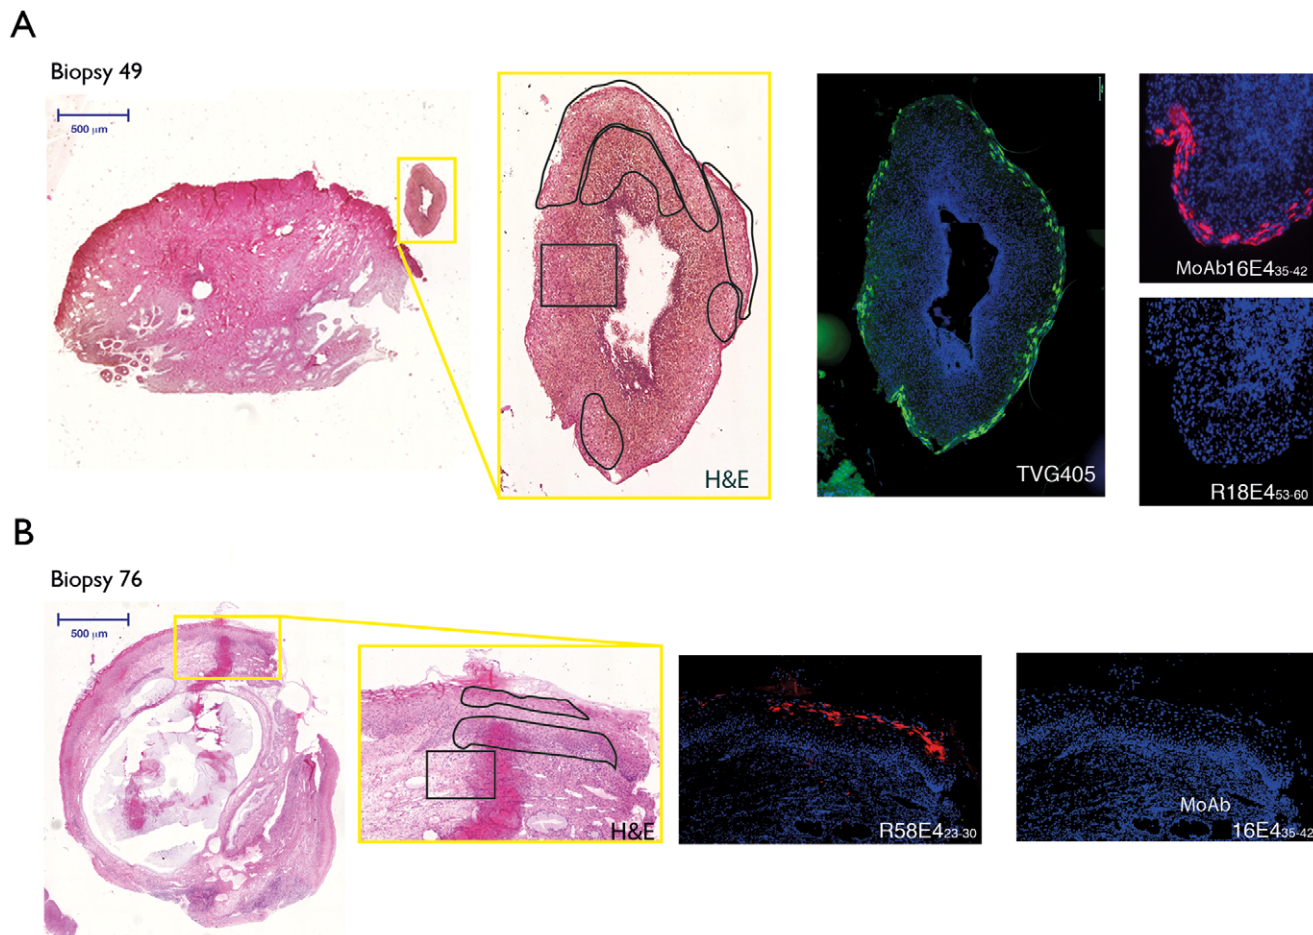 A
Biopsy 49
500 µm
H&E
TVG405
MoAb16E435-42
R18E453-60
B
Biopsy 76
500 µm
H&E
R58E423-30
MoAb
16E435-42